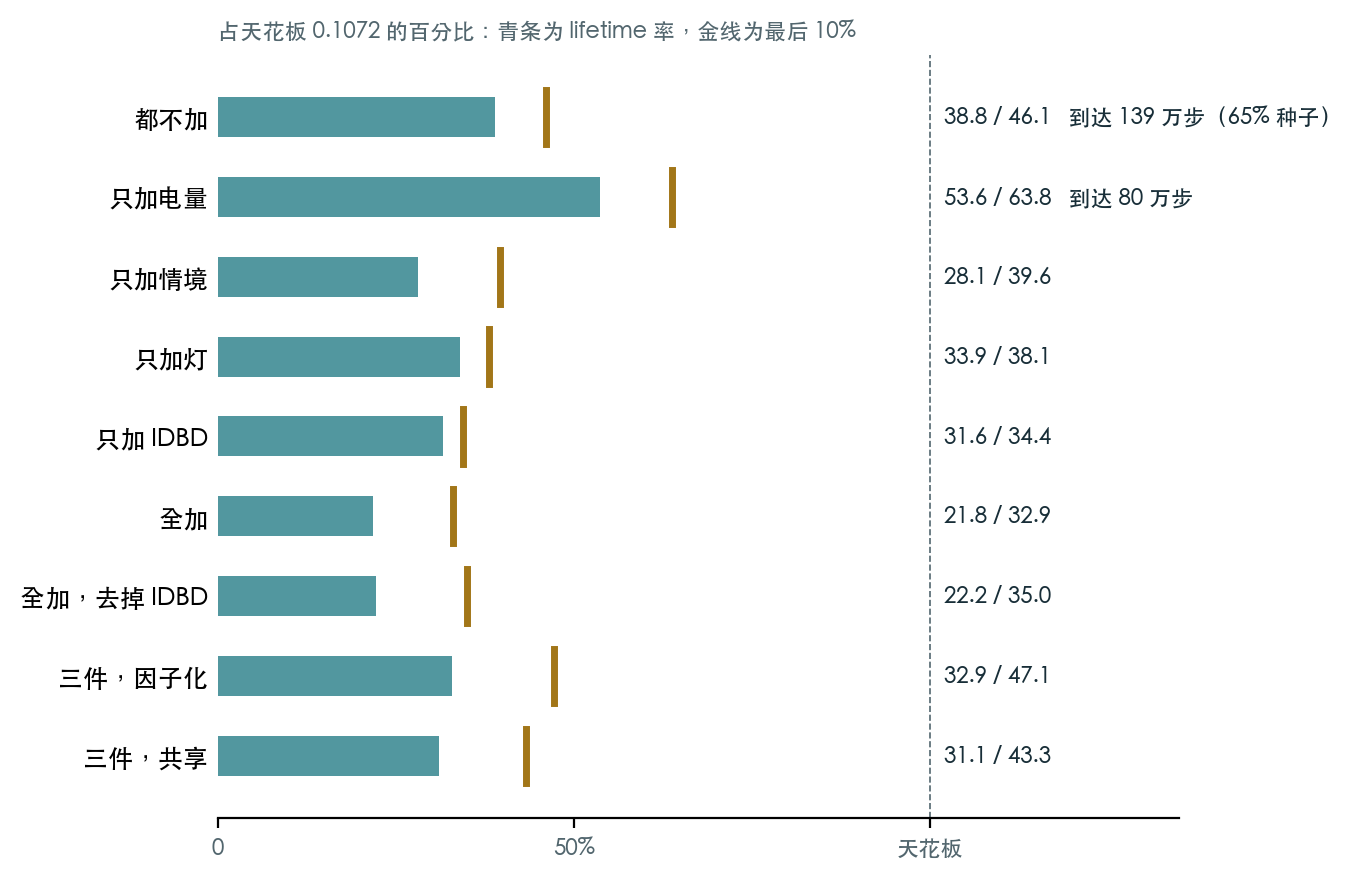 占天花板 0.1072 的百分比：青条为 lifetime 率，金线为最后 10%
都不加 38.8 / 46.1 到达 139 万步（65% 种子）
只加电量 53.6 / 63.8 到达 80 万步
只加情境 28.1 / 39.6
只加灯 33.9 / 38.1
只加 IDBD 31.6 / 34.4
全加 21.8 / 32.9
全加，去掉 IDBD 22.2 / 35.0
三件，因子化 32.9 / 47.1
三件，共享 31.1 / 43.3
0 50% 天花板